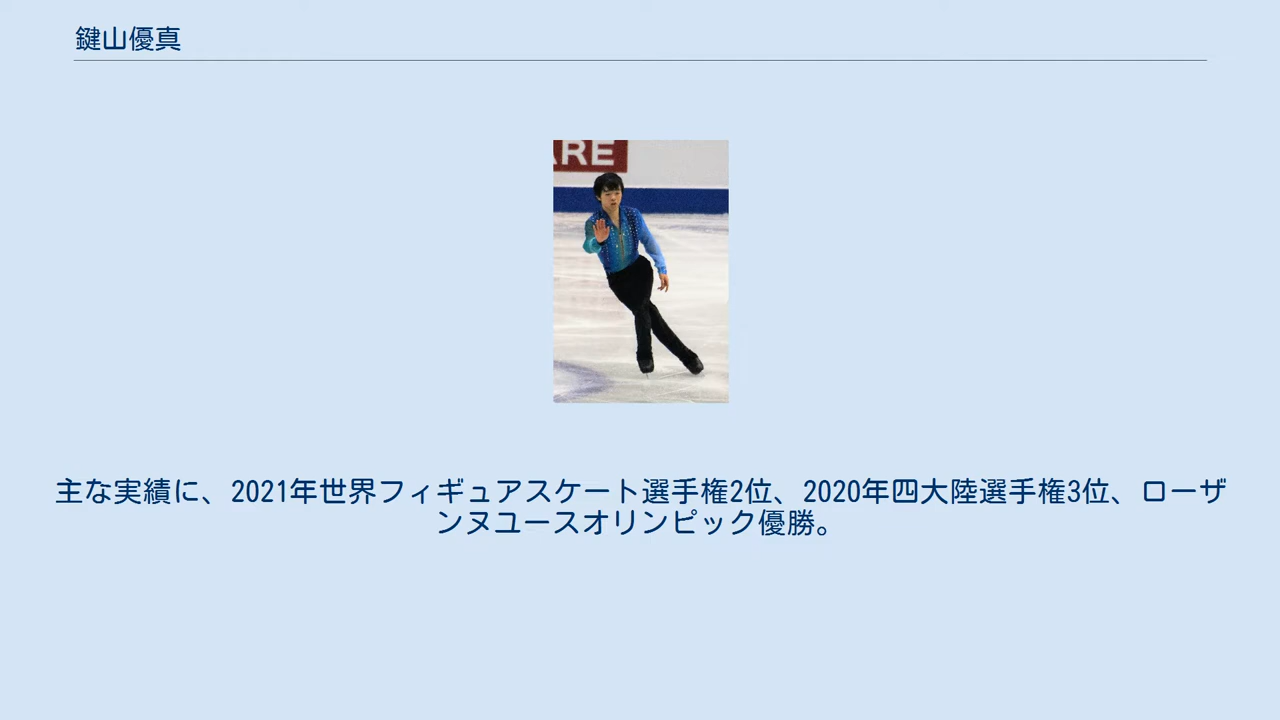 鍵山優真
ARE
主な実績に、2021年世界フィギュアスケート選手権2位、2020年四大陸選手権3位、ローザ
ンヌユースオリンピック優勝。